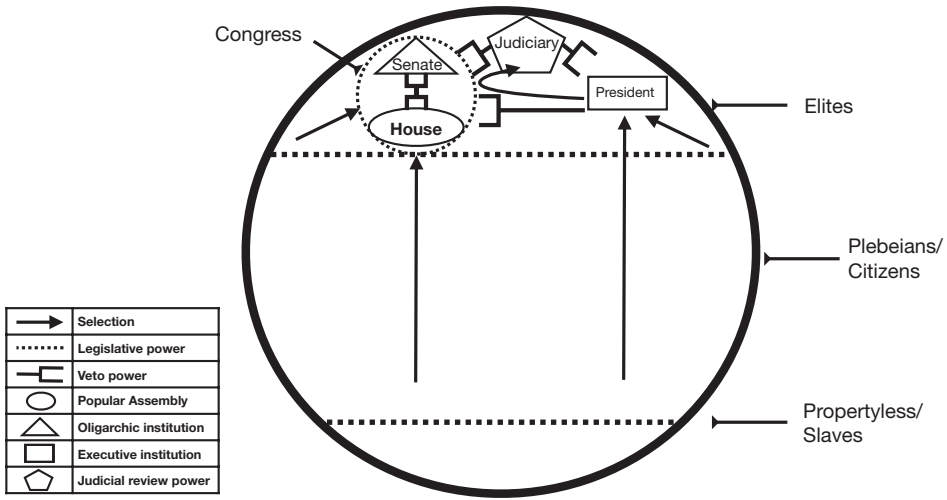 Congress
Judiciary
Senate
President
Elites
House
Plebeians/
Citizens
Selection
Legislative power
Veto power
Popular Assembly
Oligarchic institution
Executive institution
Judicial review power
Propertyless/
Slaves